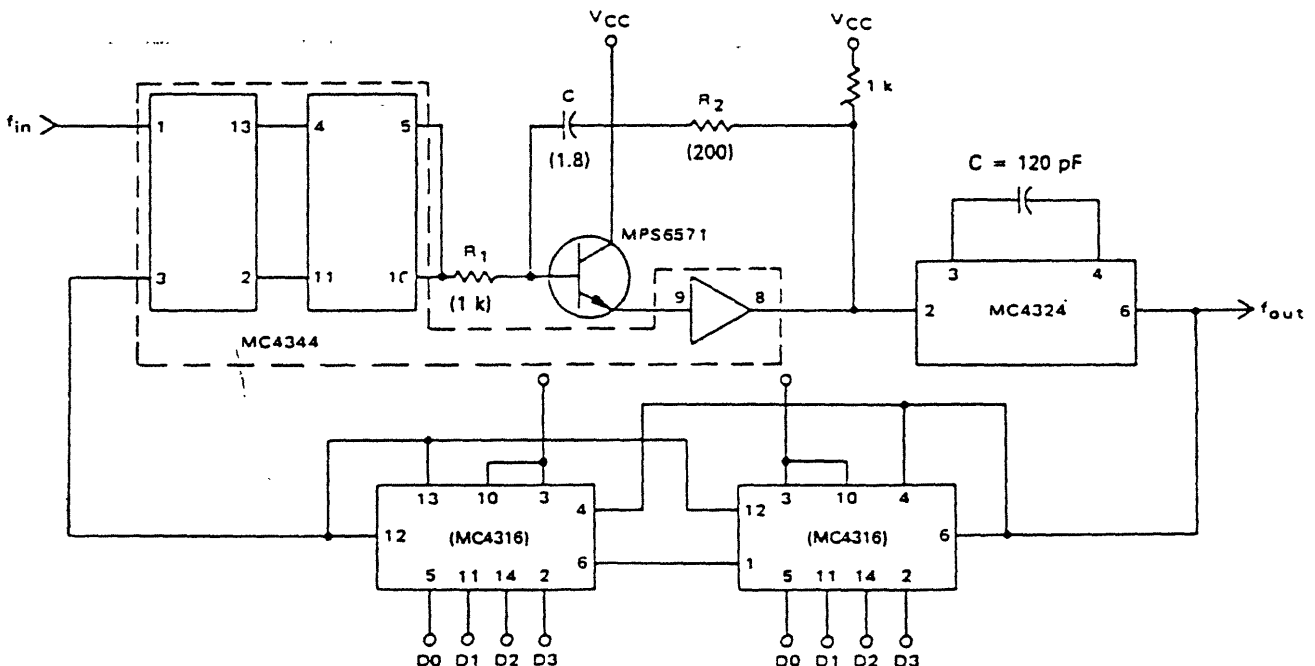 VCC
VCC
1 k
C
R2
(1.8)
(200)
fin
1
13
4
5
C = 120 pF
MPS6571
3
4
R1
3
2
11
10
(1 k)
9
8
2
MC4324
6
fout
MC4344
13
10
3
4
3
10
4
12
12
(MC4316)
(MC4316)
6
6
1
5
11
14
2
5
11
14
2
D0
D1
D2
D3
D0
D1
D2
D3